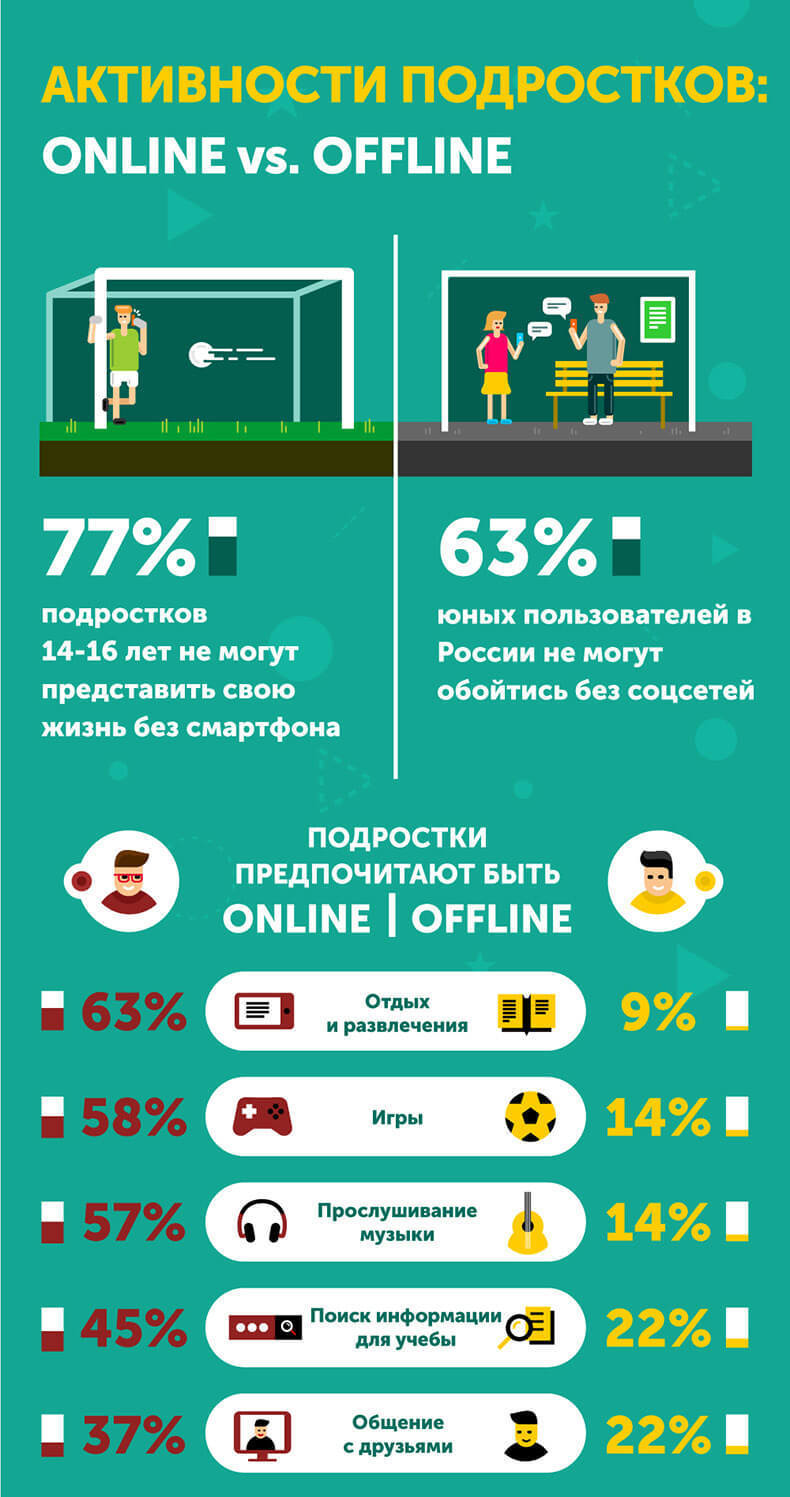 АКТИВНОСТИ ПОДРОСТКОВ:
ONLINE vs. OFFLINE
77%
подростков
14-16 лет не могут
представить свою
жизнь без смартфона
63%
юных пользователей в
России не могут
обойтись без соцсетей
ПОДРОСТКИ
ПРЕДПОЧИТАЮТ БЫТЬ
ONLINE | OFFLINE
63%
Отдых
и развлечения
9%
58%
Игры
14%
57%
Прослушивание
музыки
14%
45%
Поиск информации
для учебы
22%
37%
Общение
с друзьями
22%